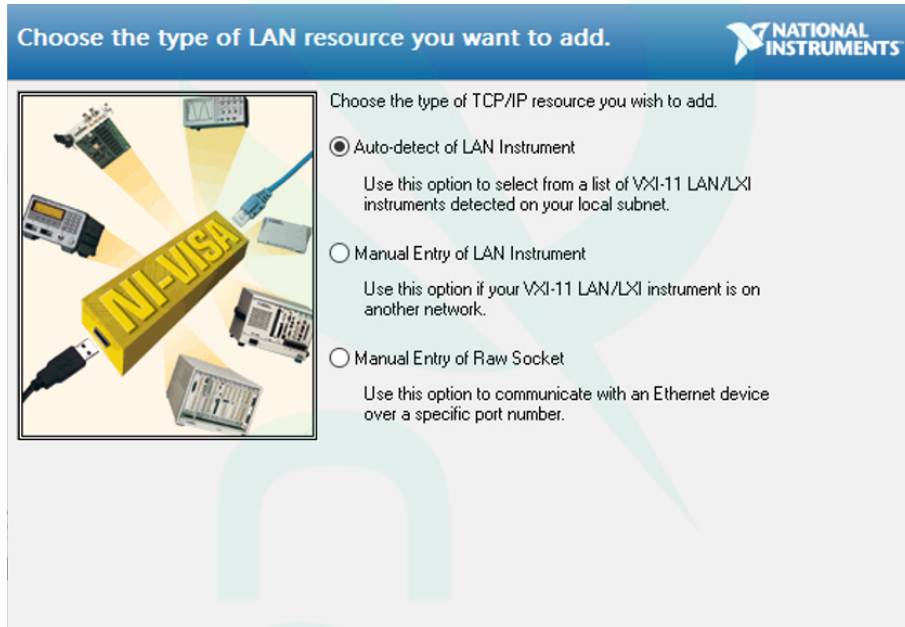 Choose the type of LAN resource you want to add.
NATIONAL
INSTRUMENTS
Choose the type of TCP/IP resource you wish to add.
Auto-detect of LAN Instrument
Use this option to select from a list of VXI-11 LAN/LXI
instruments detected on your local subnet.
Manual Entry of LAN Instrument
Use this option if your VXI-11 LAN/LXI instrument is on
another network.
Manual Entry of Raw Socket
Use this option to communicate with an Ethernet device
over a specific port number.
NI-VISA